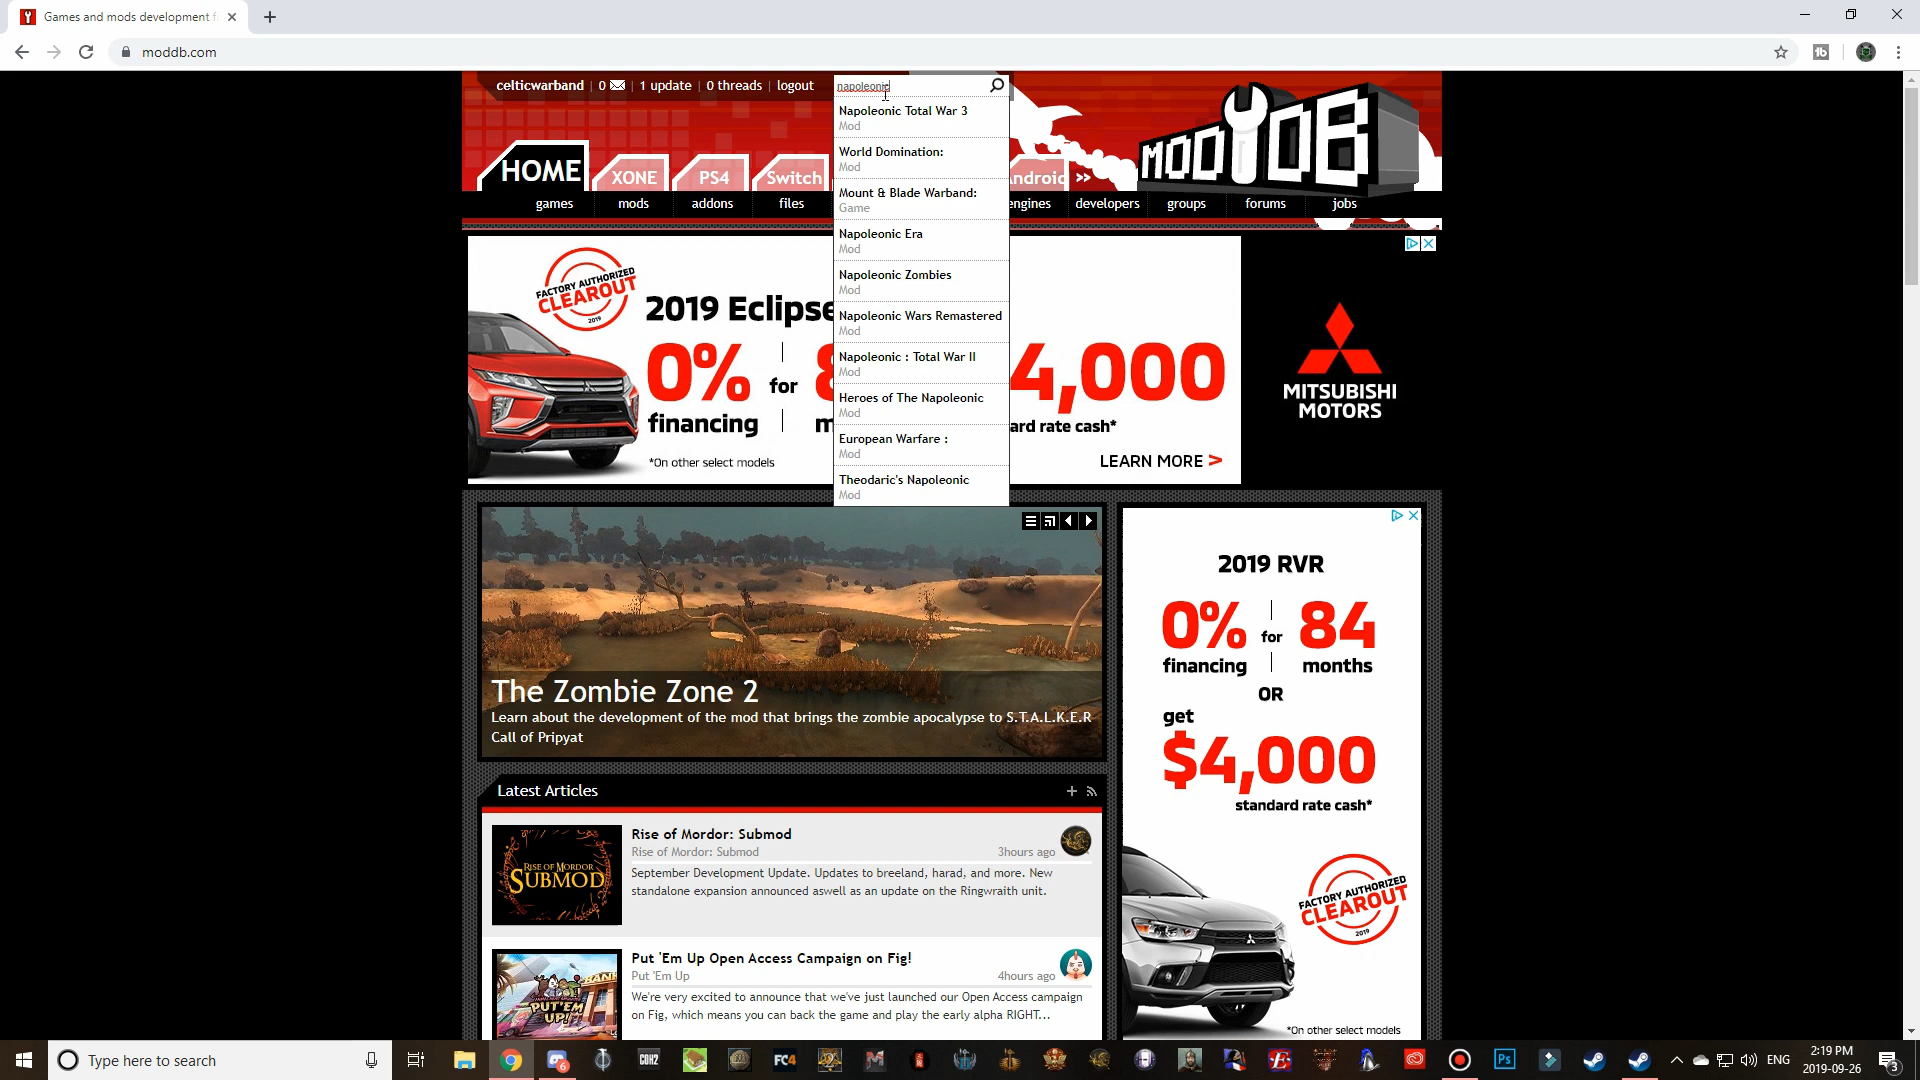 Games and mods development f
moddb.com
celticwarband | 0 | 1 update | 0 threads | logout
napoleonic
Napoleonic Total War 3
Mod
World Domination:
Mod
Mount & Blade Warband:
Game
Napoleonic Era
Mod
Napoleonic Zombies
Mod
Napoleonic Wars Remastered
Mod
Napoleonic : Total War II
Mod
Heroes of The Napoleonic
Mod
European Warfare :
Mod
Theodaric's Napoleonic
Mod
HOME
XONE
PS4
Switch
Android >>
MOD DB
games
mods
addons
files
engines
developers
groups
forums
jobs
FACTORY AUTHORIZED
CLEAROUT
2019
2019 Eclipse
0% for
financing
4,000
ard rate cash*
*On other select models
LEARN MORE >
MITSUBISHI
MOTORS
The Zombie Zone 2
Learn about the development of the mod that brings the zombie apocalypse to S.T.A.L.K.E.R
Call of Pripyat
2019 RVR
0% for 84
financing months
OR
get
$4,000
standard rate cash*
FACTORY AUTHORIZED
CLEAROUT
2019
*On other select models
Latest Articles
RISE OF MORDOR
SUBMOD
Rise of Mordor: Submod
Rise of Mordor: Submod 3hours ago
September Development Update. Updates to breeland, harad, and more. New
standalone expansion announced aswell as an update on the Ringwraith unit.
PUT'EM
UP!
Put 'Em Up Open Access Campaign on Fig!
Put 'Em Up 4hours ago
We're very excited to announce that we've just launched our Open Access campaign
on Fig, which means you can back the game and play the early alpha RIGHT...
Type here to search
6
COH2
FC4
Ps
ENG
2:19 PM
2019-09-26
3